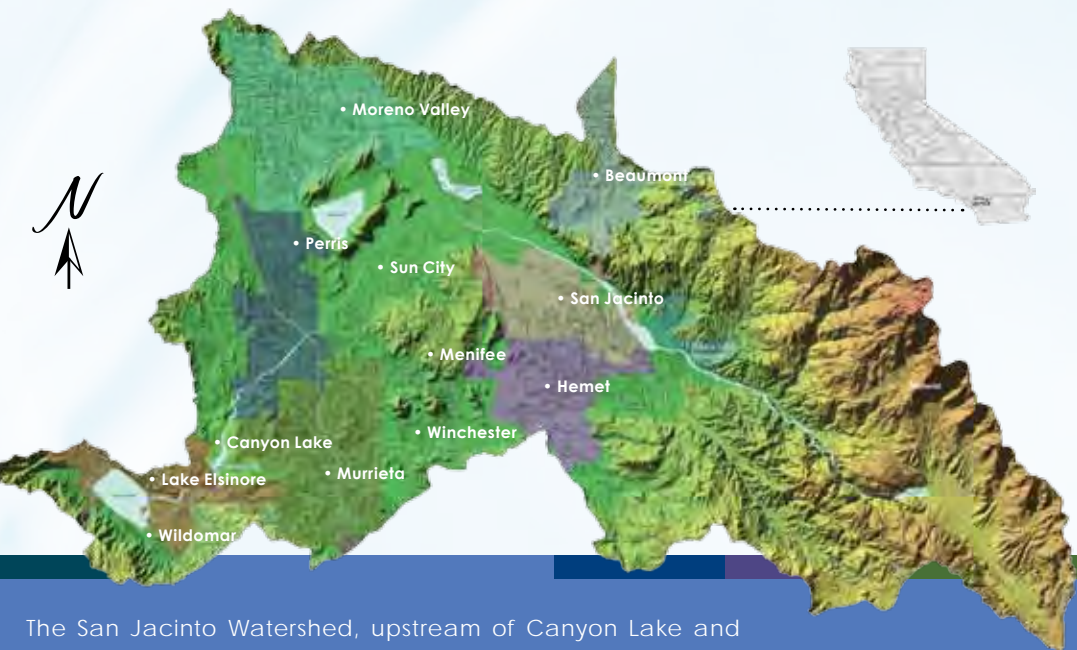 • Moreno Valley
• Beaumont
N
• Perris
• Sun City
• San Jacinto
• Menifee
• Hemet
• Winchester
• Canyon Lake
• Murrieta
• Lake Elsinore
• Wildomar
The San Jacinto Watershed, upstream of Canyon Lake and